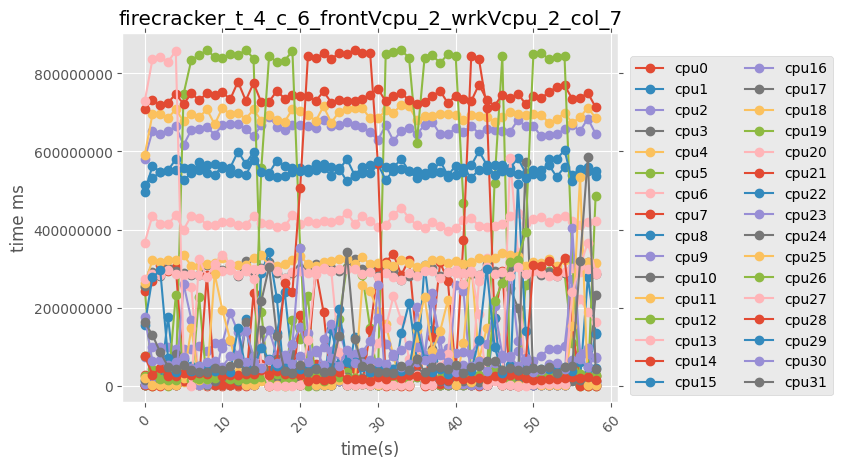 firecracker_t_4_c_6_frontVcpu_2_wrkVcpu_2_col_7
time ms
800000000
600000000
400000000
200000000
0
0
10
20
30
40
50
60
time(s)
cpu0
cpu1
cpu2
cpu3
cpu4
cpu5
cpu6
cpu7
cpu8
cpu9
cpu10
cpu11
cpu12
cpu13
cpu14
cpu15
cpu16
cpu17
cpu18
cpu19
cpu20
cpu21
cpu22
cpu23
cpu24
cpu25
cpu26
cpu27
cpu28
cpu29
cpu30
cpu31